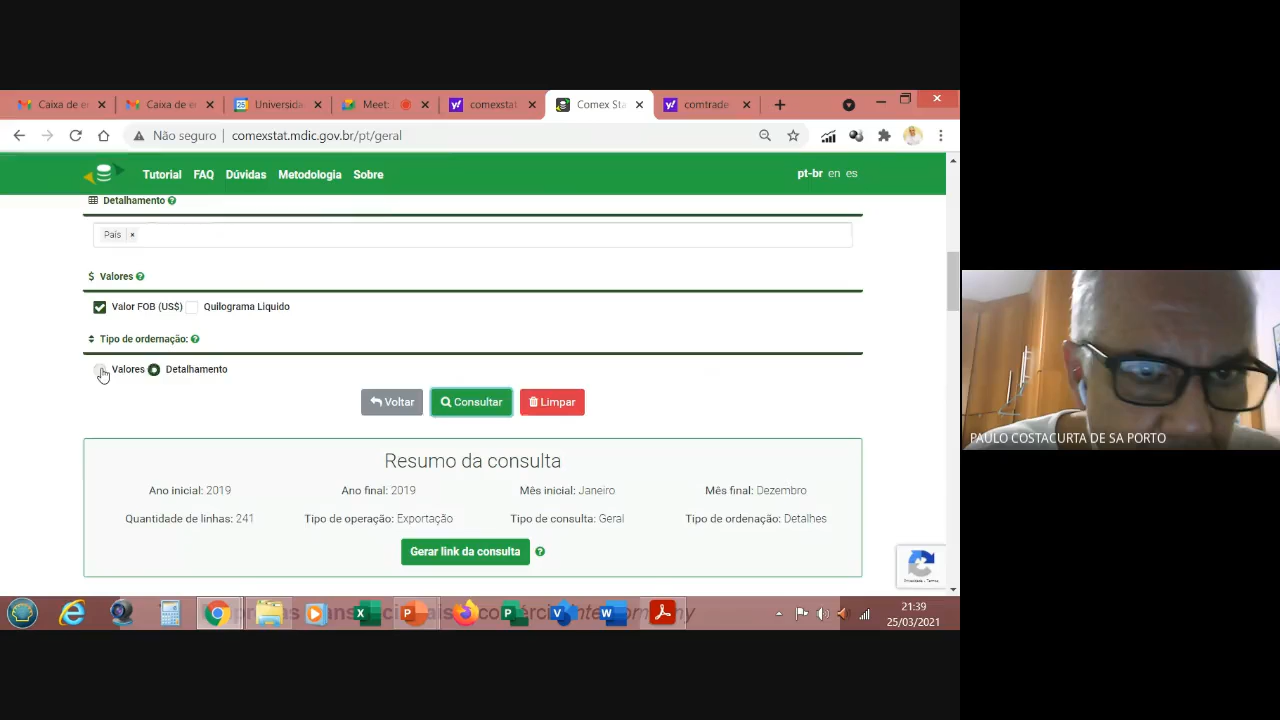 Caixa de e
Caixa de e
Universida
Meet:
comexstat
Comex Sta
comtrade
Não seguro
comexstat.mdic.gov.br/pt/geral
Tutorial FAQ Dúvidas Metodologia Sobre
pt-br en es
Detalhamento
País
$ Valores
Valor FOB (US$) Quilograma Líquido
Tipo de ordernação:
Valores Detalhamento
Voltar Consultar Limpar
Resumo da consulta
Ano inicial: 2019 Ano final: 2019 Mês inicial: Janeiro Mês final: Dezembro
Quantidade de linhas: 241 Tipo de operação: Exportação Tipo de consulta: Geral Tipo de ordenação: Detalhes
Gerar link da consulta
PAULO COSTACURTA DE SA PORTO
21:39
25/03/2021